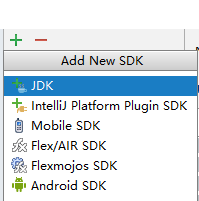 Add New SDK
JDK
IntelliJ Platform Plugin SDK
Mobile SDK
Flex/AIR SDK
Flexmojos SDK
Android SDK